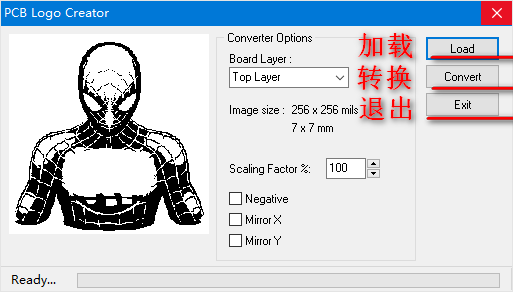 PCB Logo Creator
Converter Options
Board Layer :
Top Layer
Image size : 256 x 256 mils
7 x 7 mm
Scaling Factor %: 100
Negative
Mirror X
Mirror Y
加载 Load
转换 Convert
退出 Exit
Ready...